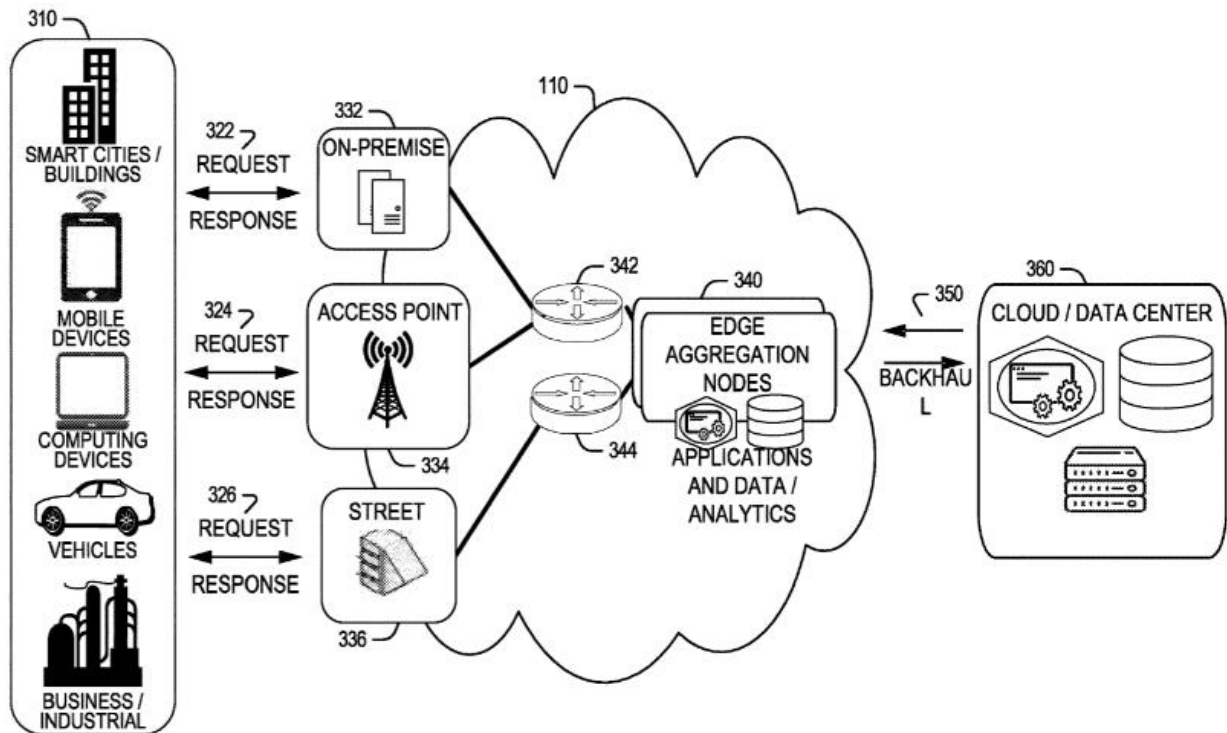 310
SMART CITIES /
BUILDINGS
MOBILE
DEVICES
COMPUTING
DEVICES
VEHICLES
BUSINESS /
INDUSTRIAL
322
REQUEST
RESPONSE
324
REQUEST
RESPONSE
326
REQUEST
RESPONSE
332
ON-PREMISE
ACCESS POINT
334
STREET
336
110
342
344
340
EDGE
AGGREGATION
NODES
APPLICATIONS
AND DATA /
ANALYTICS
350
BACKHAU
L
360
CLOUD / DATA CENTER